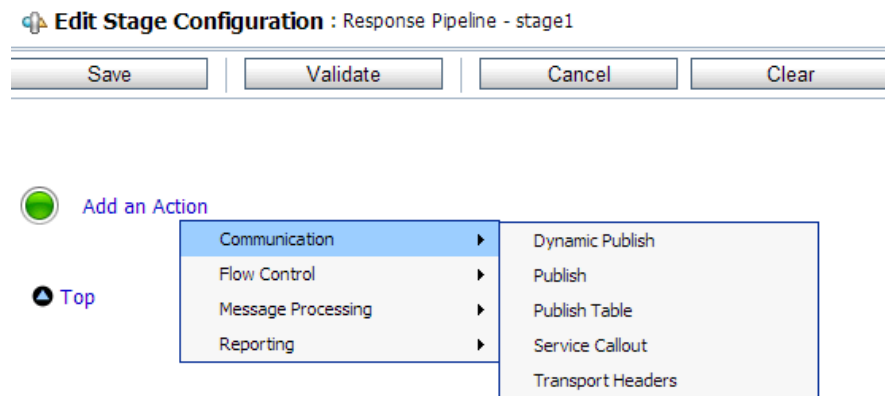 Edit Stage Configuration : Response Pipeline - stage1
Save Validate Cancel Clear
Add an Action
Communication
Flow Control
Message Processing
Reporting
Dynamic Publish
Publish
Publish Table
Service Callout
Transport Headers
Top